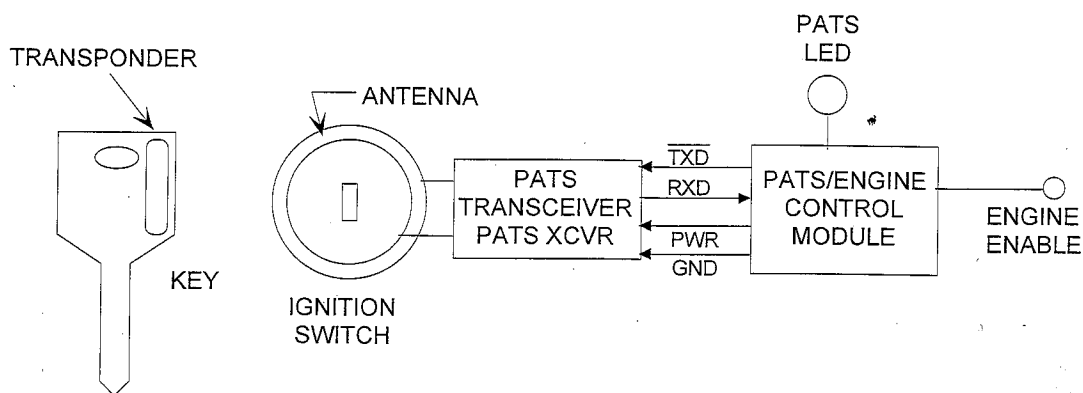 PATS
LED
TRANSPONDER
ANTENNA
T̅X̅D̅
RXD
PATS
TRANSCEIVER
PATS XCVR
PATS/ENGINE
CONTROL
MODULE
PWR
GND
ENGINE
ENABLE
KEY
IGNITION
SWITCH